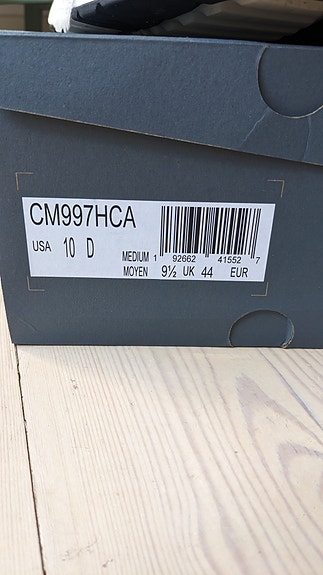 CM997HCA
USA 10 D
MEDIUM 1 92662 41552 7
MOYEN 9½ UK 44 EUR